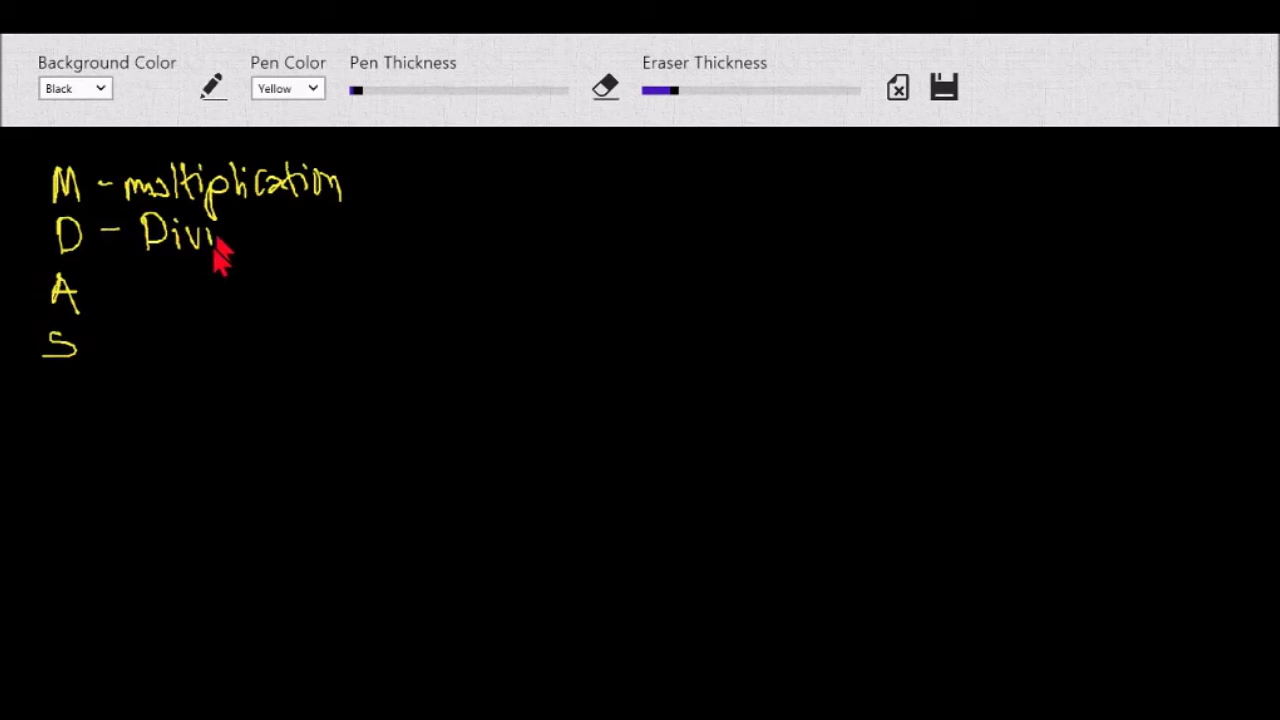 Background Color Pen Color Pen Thickness Eraser Thickness
Black Yellow
M - multiplication
D - Divi
A
S